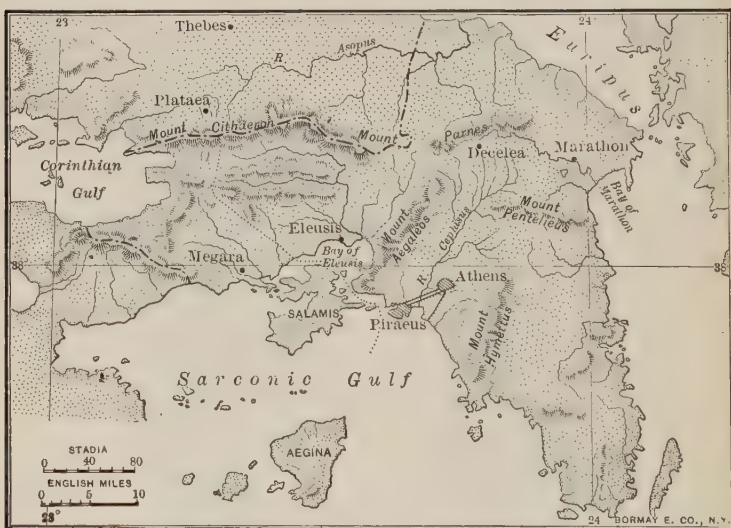 23
24
Thebes
Euripus
R. Asopus
Plataea
Mount Cithaeron Mount Parnes
Decelea
Marathon
Corinthian
Gulf
Bay of
Marathon
Mount
Aegaleos
R. Cephisus
Mount
Pentelicus
Eleusis
Bay of
Eleusis
Megara
38
38
Athens
SALAMIS
Piraeus
Mount
Hymettus
Sarconic Gulf
AEGINA
STADIA
0 40 80
ENGLISH MILES
0 5 10
23°
24
BORMAY E. CO., N.Y.